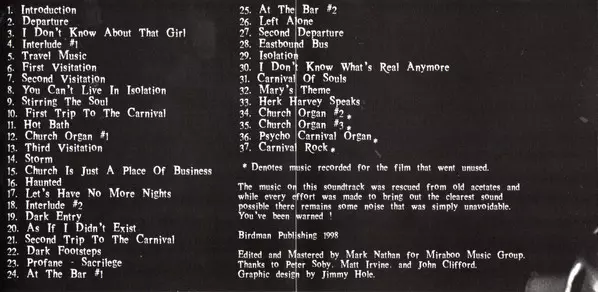 1. Introduction
2. Departure
3. I Don't Know About That Girl
4. Interlude #1
5. Travel Music
6. First Visitation
7. Second Visitation
8. You Can't Live In Isolation
9. Stirring The Soul
10. First Trip To The Carnival
11. Hot Bath
12. Church Organ #1
13. Third Visitation
14. Storm
15. Church Is Just A Place Of Business
16. Haunted
17. Let's Have No More Nights
18. Interlude #2
19. Dark Entry
20. As If I Didn't Exist
21. Second Trip To The Carnival
22. Dark Footsteps
23. Profane - Sacrilege
24. At The Bar #1
25. At The Bar #2
26. Left Alone
27. Second Departure
28. Eastbound Bus
29. Isolation
30. I Don't Know What's Real Anymore
31. Carnival Of Souls
32. Mary's Theme
33. Herk Harvey Speaks
34. Church Organ #2 *
35. Church Organ #3 *
36. Psycho Carnival Organ *
37. Carnival Rock *
* Denotes music recorded for the film that went unused.
The music on this soundtrack was rescued from old acetates and
while every effort was made to bring out the clearest sound
possible there remains some noise that was simply unavoidable.
You've been warned !
Birdman Publishing 1998
Edited and Mastered by Mark Nathan for Miraboo Music Group.
Thanks to Peter Soby, Matt Irvine, and John Clifford.
Graphic design by Jimmy Hole.